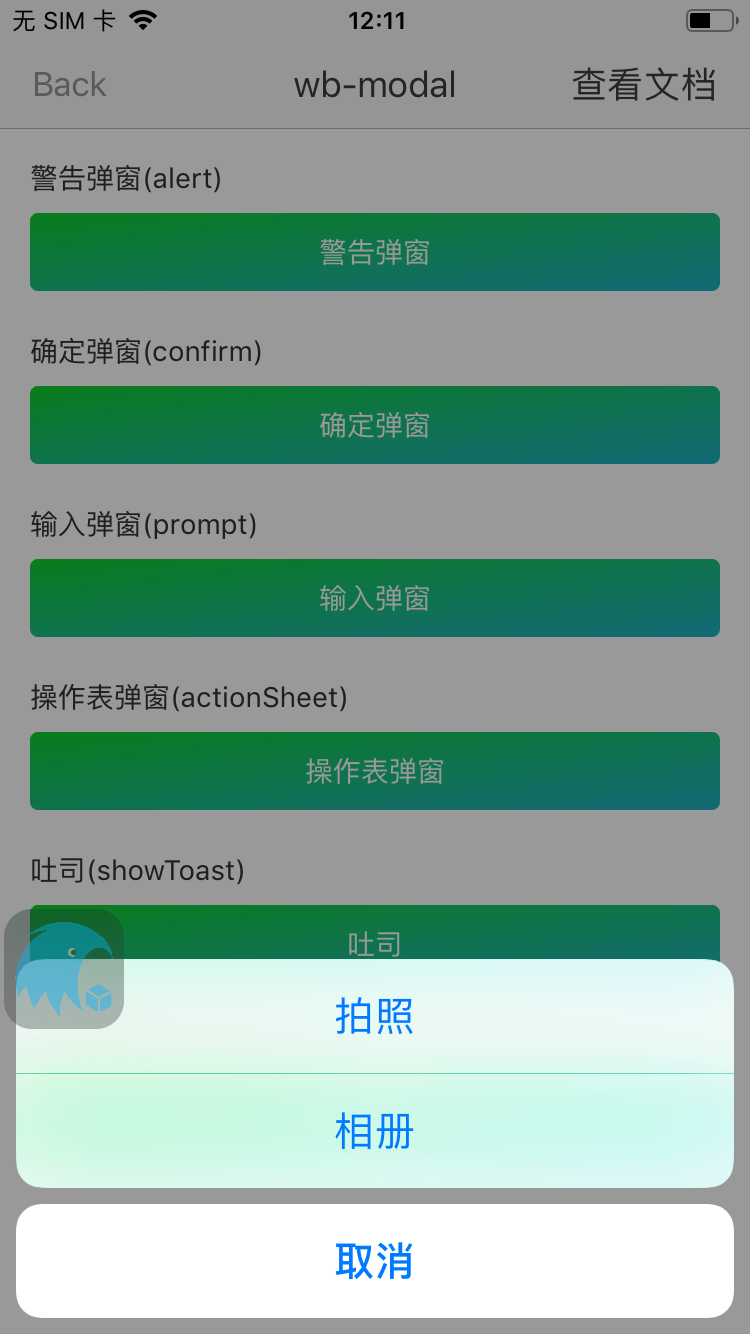 无 SIM 卡
12:11
Back
wb-modal
查看文档
警告弹窗(alert)
警告弹窗
确定弹窗(confirm)
确定弹窗
输入弹窗(prompt)
输入弹窗
操作表弹窗(actionSheet)
操作表弹窗
吐司(showToast)
吐司
拍照
相册
取消